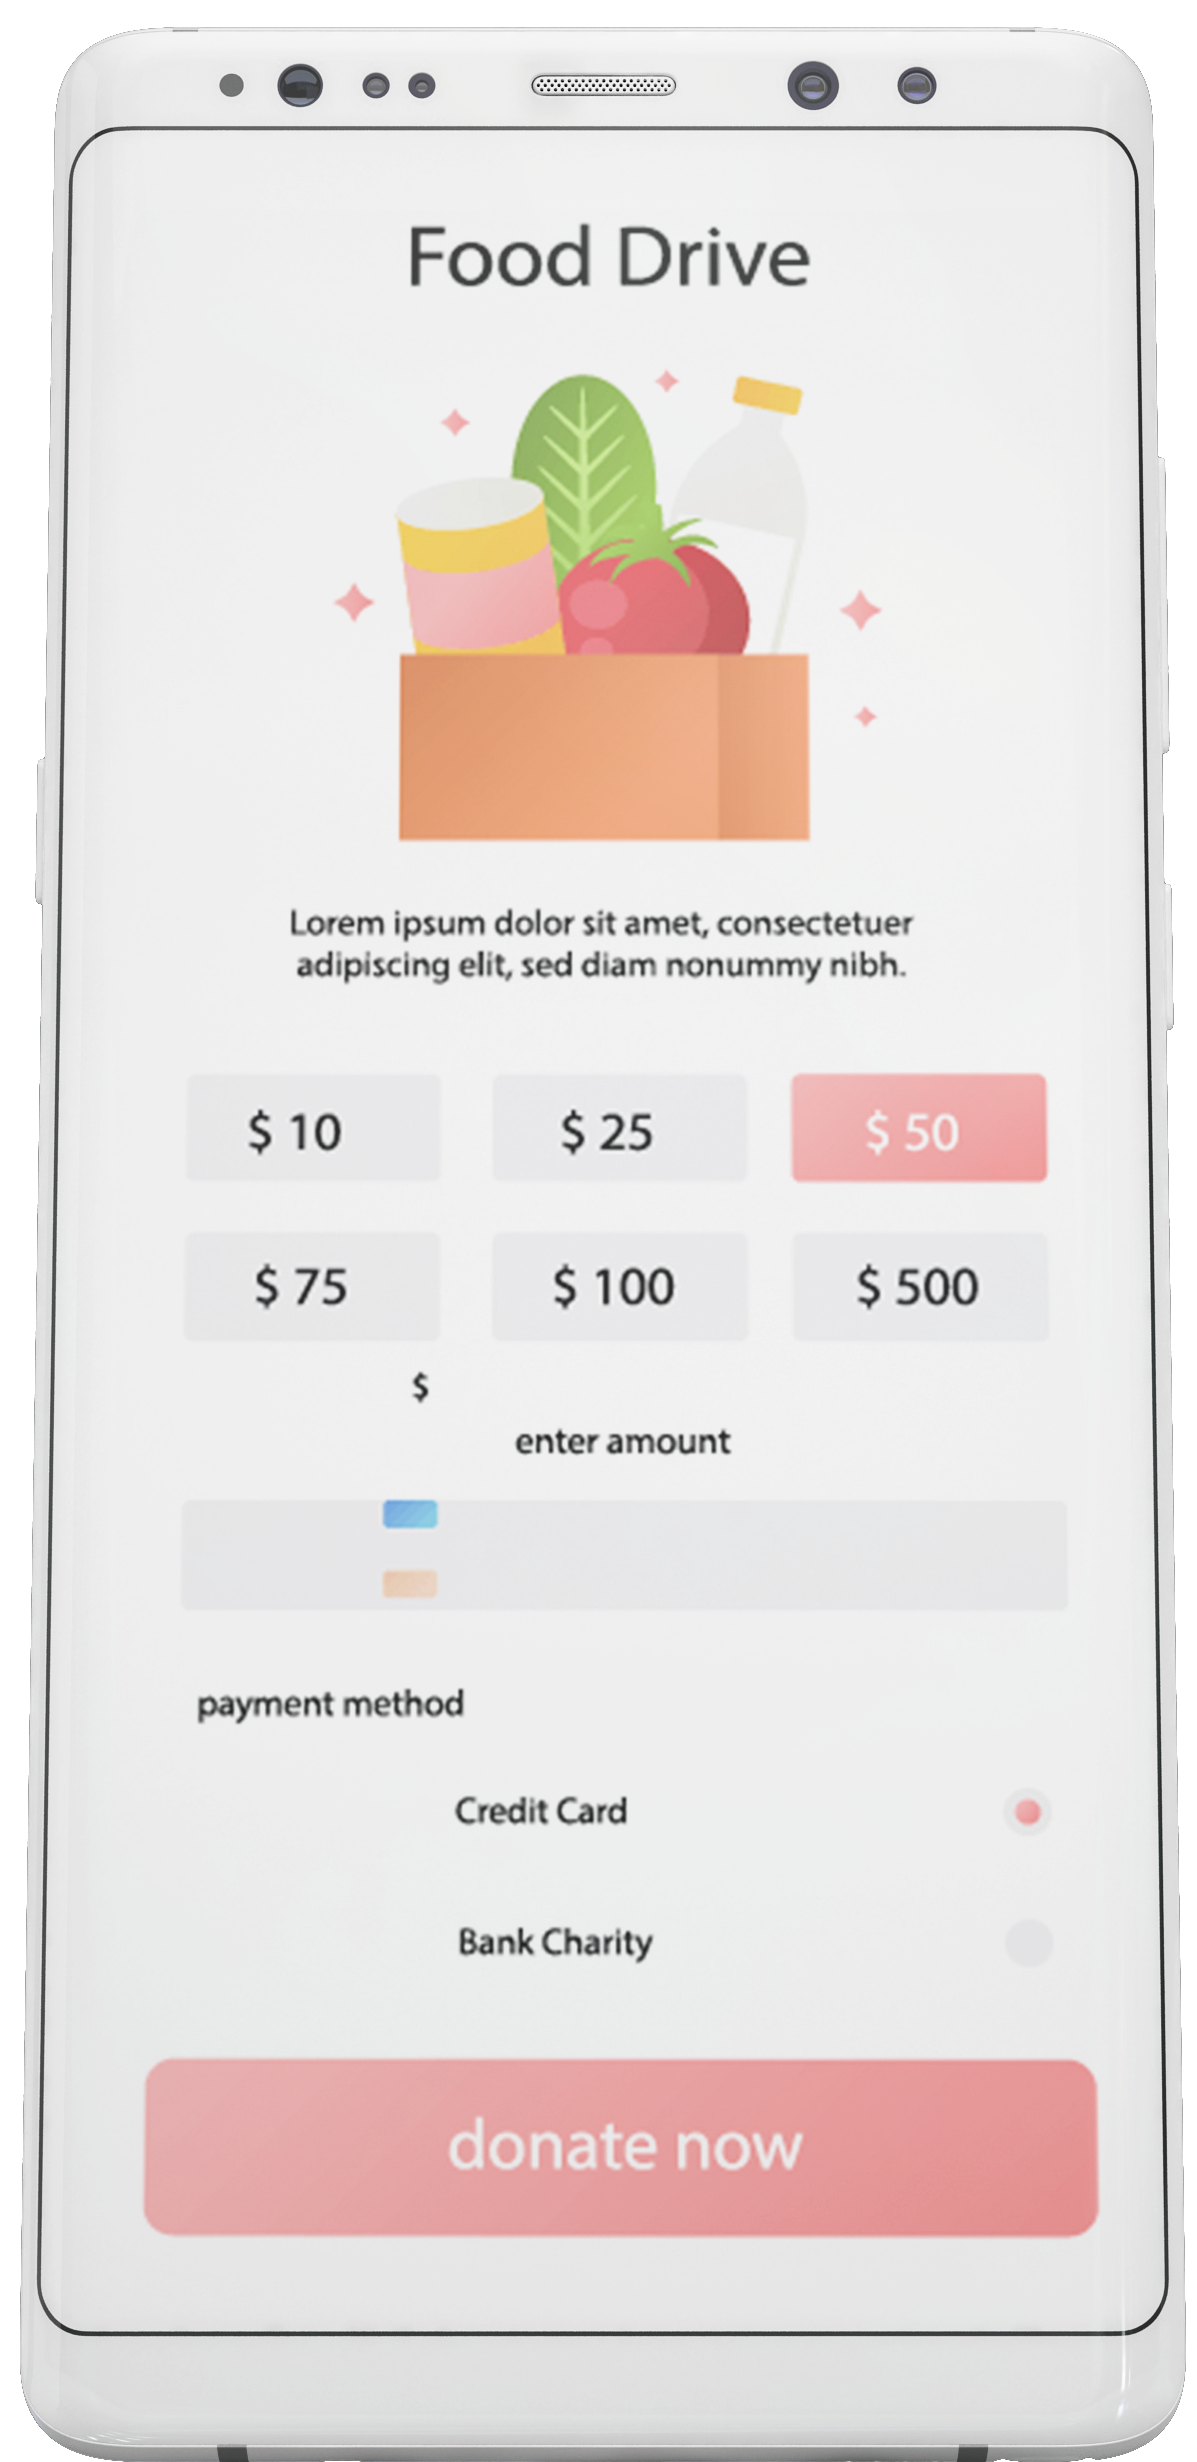 Food Drive
Lorem ipsum dolor sit amet, consectetuer
adipiscing elit, sed diam nonummy nibh.
$ 10
$ 25
$ 50
$ 75
$ 100
$ 500
$
enter amount
payment method
Credit Card
Bank Charity
donate now